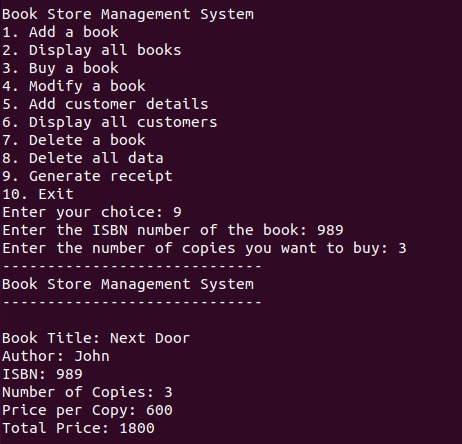 Book Store Management System
1. Add a book
2. Display all books
3. Buy a book
4. Modify a book
5. Add customer details
6. Display all customers
7. Delete a book
8. Delete all data
9. Generate receipt
10. Exit
Enter your choice: 9
Enter the ISBN number of the book: 989
Enter the number of copies you want to buy: 3
-----------------------------
Book Store Management System
-----------------------------

Book Title: Next Door
Author: John
ISBN: 989
Number of Copies: 3
Price per Copy: 600
Total Price: 1800